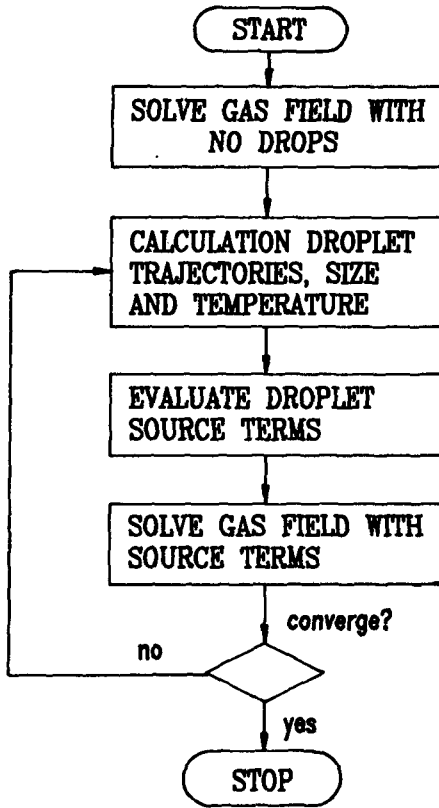 START
SOLVE GAS FIELD WITH
NO DROPS
CALCULATION DROPLET
TRAJECTORIES, SIZE
AND TEMPERATURE
EVALUATE DROPLET
SOURCE TERMS
SOLVE GAS FIELD WITH
SOURCE TERMS
converge?
no
yes
STOP